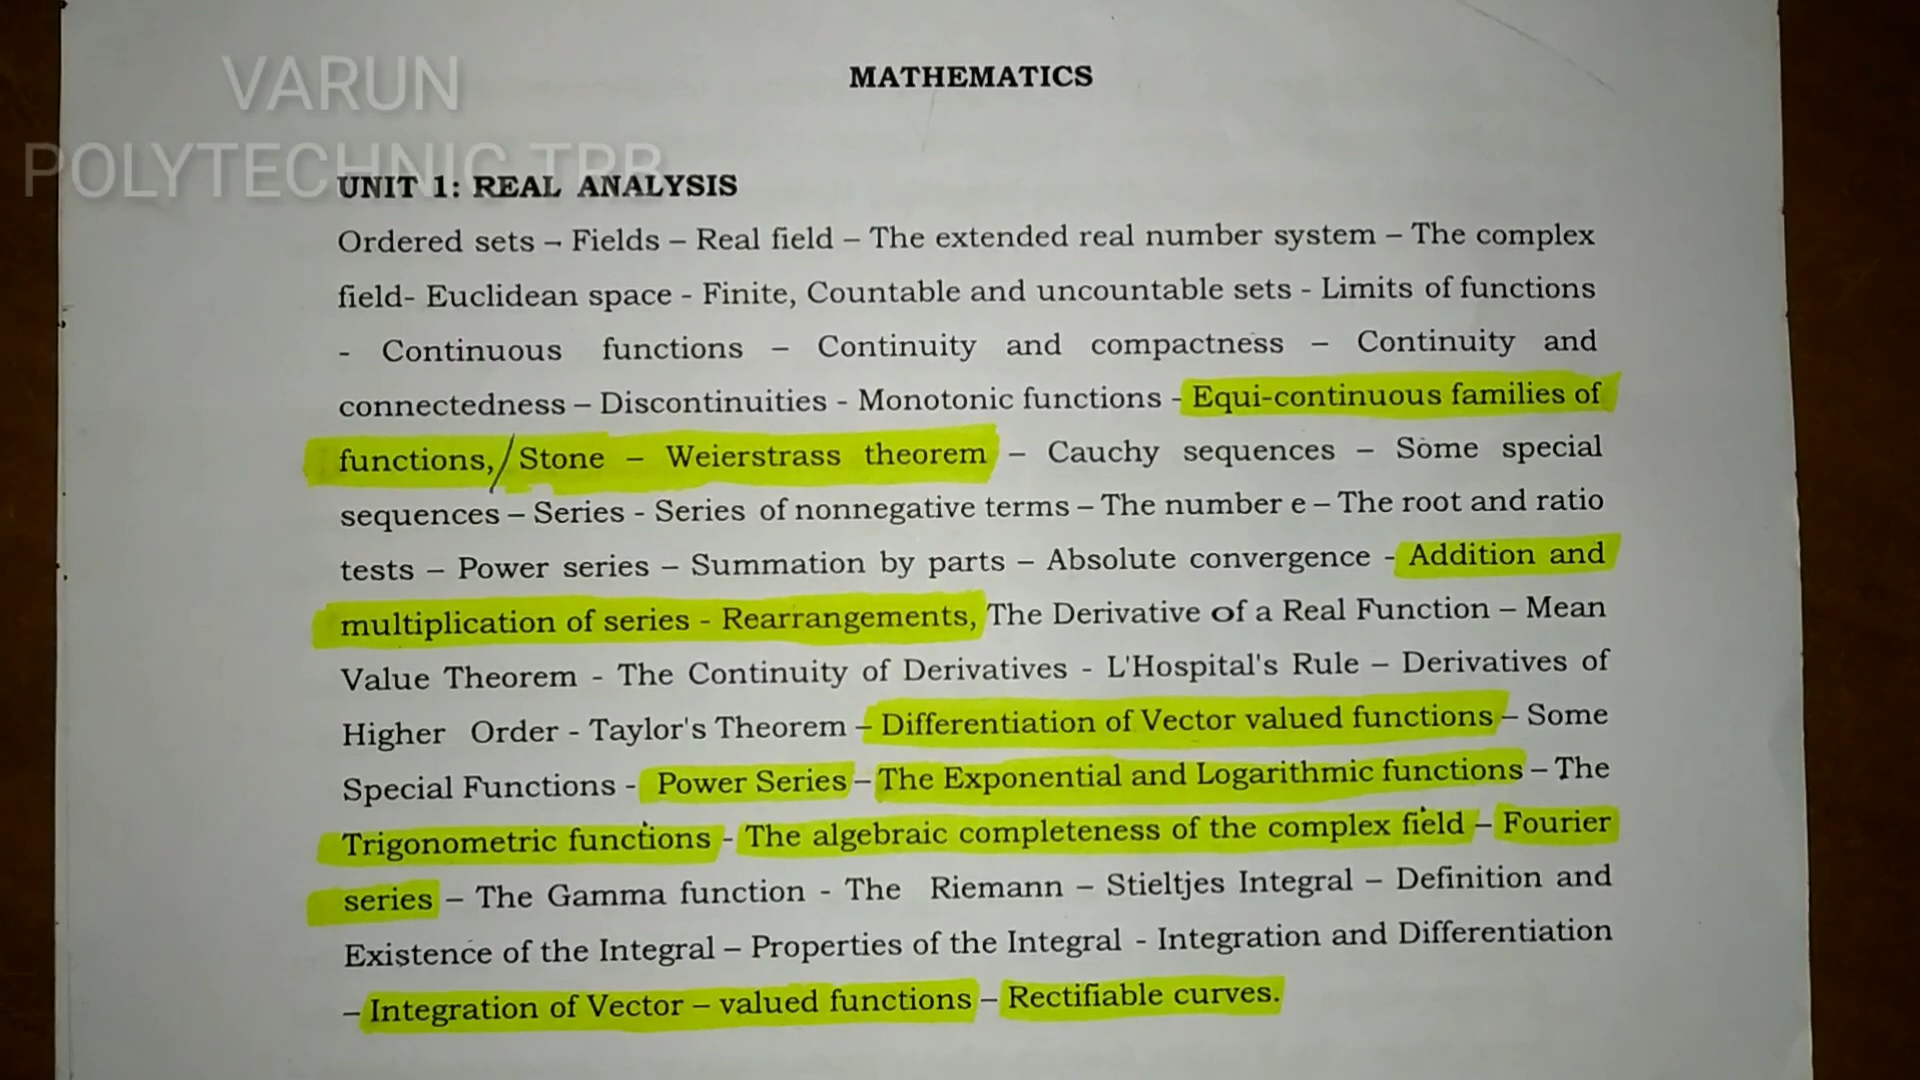 VARUN
POLYTECHNIC TRB
MATHEMATICS
UNIT 1: REAL ANALYSIS
Ordered sets – Fields – Real field – The extended real number system – The complex
field- Euclidean space - Finite, Countable and uncountable sets - Limits of functions
- Continuous functions – Continuity and compactness – Continuity and
connectedness – Discontinuities - Monotonic functions - Equi-continuous families of
functions,/ Stone – Weierstrass theorem – Cauchy sequences – Some special
sequences – Series - Series of nonnegative terms – The number e – The root and ratio
tests – Power series – Summation by parts – Absolute convergence - Addition and
multiplication of series - Rearrangements, The Derivative of a Real Function – Mean
Value Theorem - The Continuity of Derivatives - L'Hospital's Rule – Derivatives of
Higher Order - Taylor's Theorem – Differentiation of Vector valued functions – Some
Special Functions - Power Series – The Exponential and Logarithmic functions – The
Trigonometric functions - The algebraic completeness of the complex field – Fourier
series – The Gamma function - The Riemann – Stieltjes Integral – Definition and
Existence of the Integral – Properties of the Integral - Integration and Differentiation
– Integration of Vector – valued functions – Rectifiable curves.